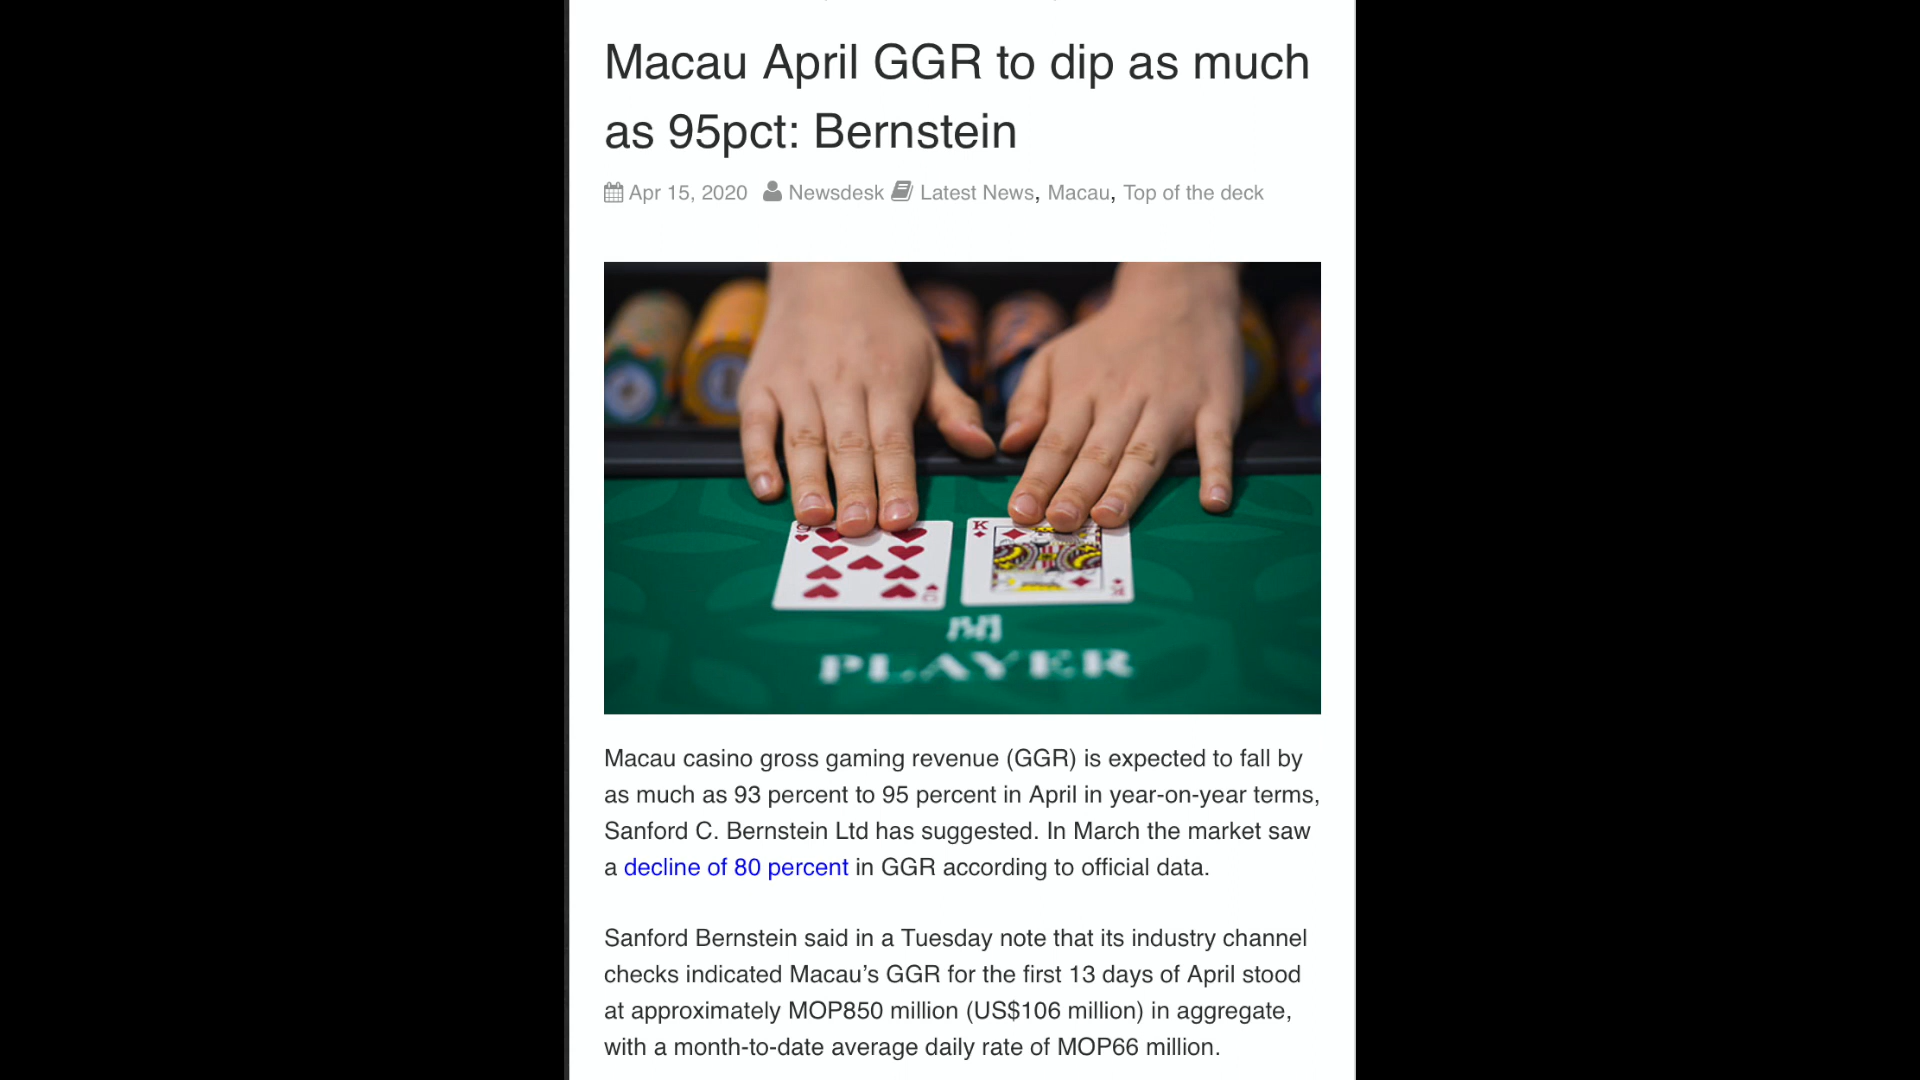 Macau April GGR to dip as much
as 95pct: Bernstein
Apr 15, 2020 Newsdesk Latest News, Macau, Top of the deck
9
K
PLAYER
Macau casino gross gaming revenue (GGR) is expected to fall by
as much as 93 percent to 95 percent in April in year-on-year terms,
Sanford C. Bernstein Ltd has suggested. In March the market saw
a decline of 80 percent in GGR according to official data.
Sanford Bernstein said in a Tuesday note that its industry channel
checks indicated Macau’s GGR for the first 13 days of April stood
at approximately MOP850 million (US$106 million) in aggregate,
with a month-to-date average daily rate of MOP66 million.